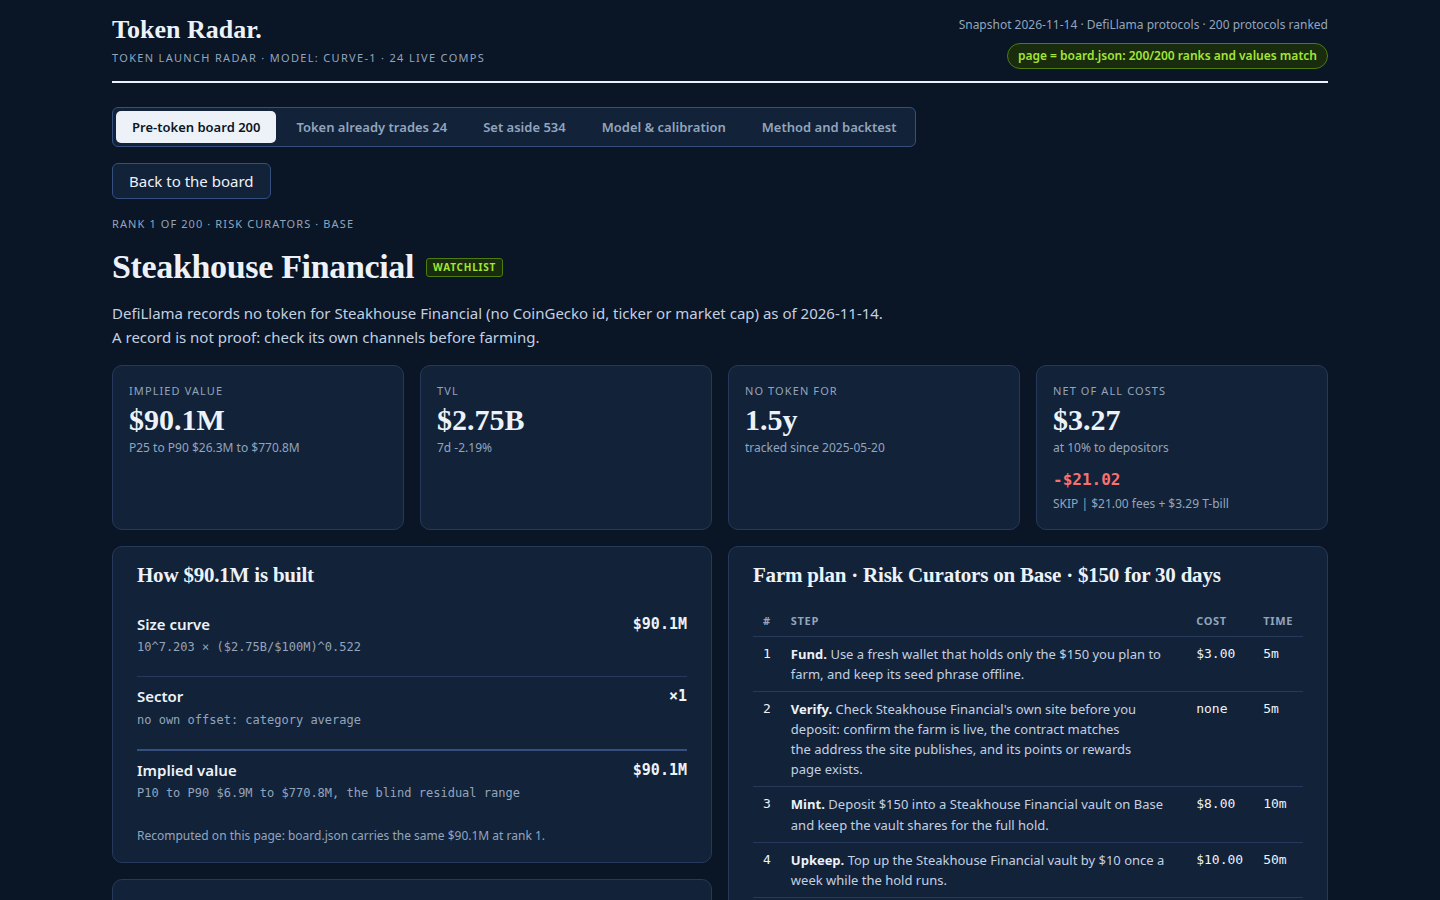 Token Radar.
TOKEN LAUNCH RADAR · MODEL: CURVE-1 · 24 LIVE COMPS
Snapshot 2026-11-14 · DefiLlama protocols · 200 protocols ranked
page = board.json: 200/200 ranks and values match
Pre-token board 200
Token already trades 24
Set aside 534
Model & calibration
Method and backtest
Back to the board
RANK 1 OF 200 · RISK CURATORS · BASE
Steakhouse Financial
WATCHLIST
DefiLlama records no token for Steakhouse Financial (no CoinGecko id, ticker or market cap) as of 2026-11-14.
A record is not proof: check its own channels before farming.
IMPLIED VALUE
$90.1M
P25 to P90 $26.3M to $770.8M
TVL
$2.75B
7d -2.19%
NO TOKEN FOR
1.5y
tracked since 2025-05-20
NET OF ALL COSTS
$3.27
at 10% to depositors
-$21.02
SKIP | $21.00 fees + $3.29 T-bill
How $90.1M is built
Size curve
$90.1M
10^7.203 × ($2.75B/$100M)^0.522
Sector
×1
no own offset: category average
Implied value
$90.1M
P10 to P90 $6.9M to $770.8M, the blind residual range
Recomputed on this page: board.json carries the same $90.1M at rank 1.
Farm plan · Risk Curators on Base · $150 for 30 days
# STEP COST TIME
1 Fund. Use a fresh wallet that holds only the $150 you plan to $3.00 5m
farm, and keep its seed phrase offline.
2 Verify. Check Steakhouse Financial's own site before you none 5m
deposit: confirm the farm is live, the contract matches
the address the site publishes, and its points or rewards
page exists.
3 Mint. Deposit $150 into a Steakhouse Financial vault on Base $8.00 10m
and keep the vault shares for the full hold.
4 Upkeep. Top up the Steakhouse Financial vault by $10 once a $10.00 50m
week while the hold runs.